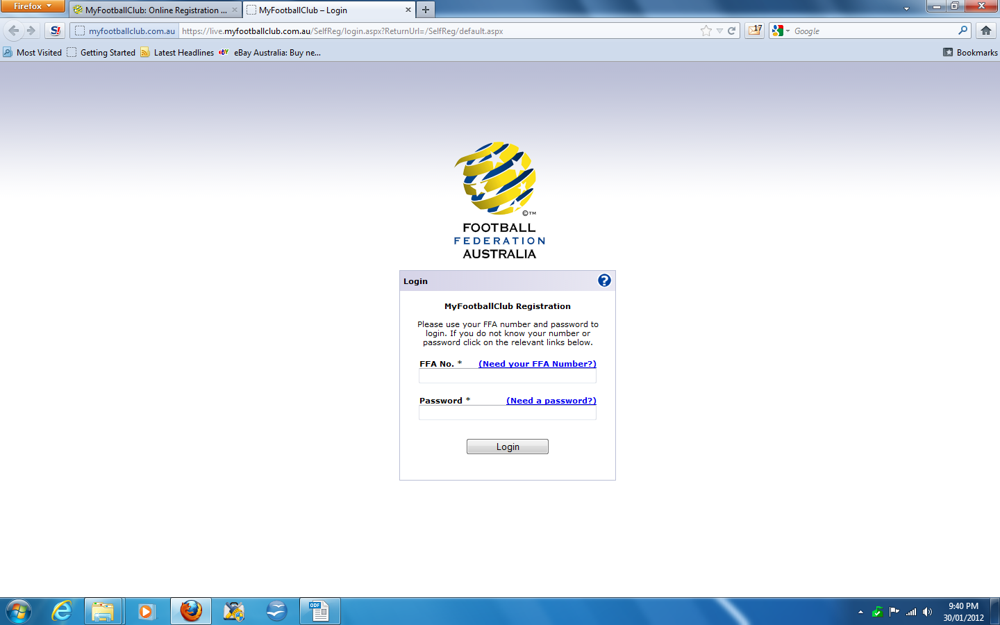 Firefox
MyFootballClub: Online Registration ...
MyFootballClub – Login
myfootballclub.com.au
https://live.myfootballclub.com.au/SelfReg/login.aspx?ReturnUrl=/SelfReg/default.aspx
17
Google
Most Visited
Getting Started
Latest Headlines
eBay Australia: Buy ne...
Bookmarks
©™
FOOTBALL
FEDERATION
AUSTRALIA
Login
?
MyFootballClub Registration
Please use your FFA number and password to
login. If you do not know your number or
password click on the relevant links below.
FFA No. * (Need your FFA Number?)
Password * (Need a password?)
Login
ODF
9:40 PM
30/01/2012